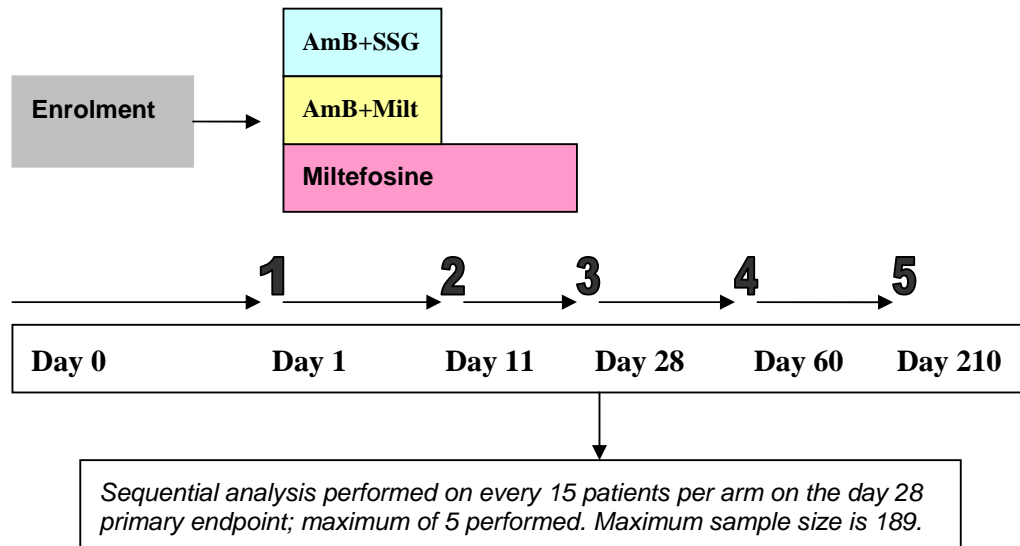 AmB+SSG
Enrolment
AmB+Milt
Miltefosine
1 2 3 4 5
Day 0 Day 1 Day 11 Day 28 Day 60 Day 210
Sequential analysis performed on every 15 patients per arm on the day 28
primary endpoint; maximum of 5 performed. Maximum sample size is 189.